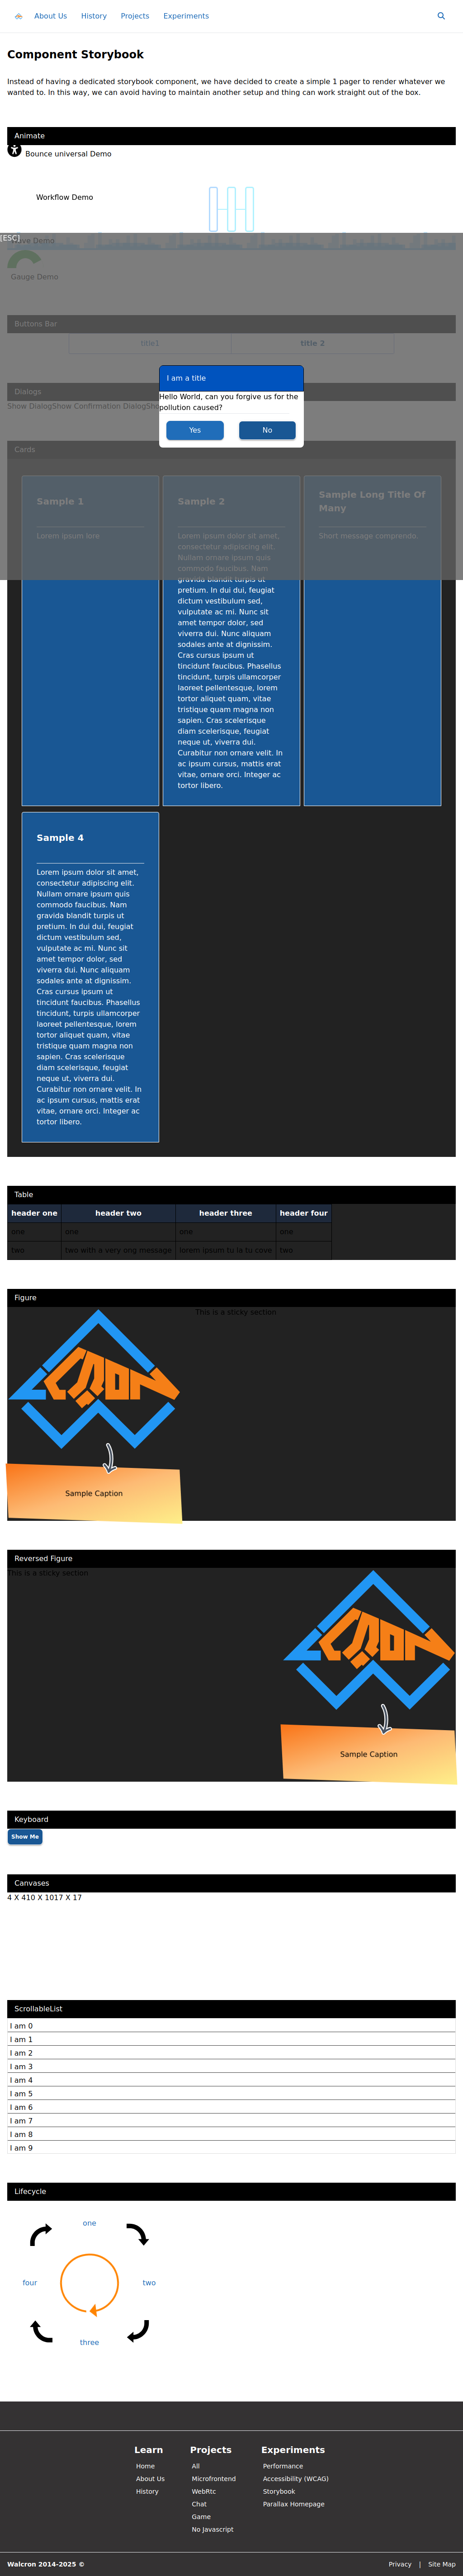 About Us History Projects Experiments
Component Storybook
Instead of having a dedicated storybook component, we have decided to create a simple 1 pager to render whatever we
wanted to. In this way, we can avoid having to maintain another setup and thing can work straight out of the box.
Animate
Bounce universal Demo
Workflow Demo
[ESC]
Wave Demo
Gauge Demo
Buttons Bar
title1 title 2
Dialogs
Show DialogShow Confirmation Dialog
I am a title
Hello World, can you forgive us for the
pollution caused?
Yes No
Cards
Sample 1
Lorem ipsum lore
Sample 2
Lorem ipsum dolor sit amet,
consectetur adipiscing elit.
Nullam ornare ipsum quis
commodo faucibus. Nam
gravida blandit turpis ut
pretium. In dui dui, feugiat
dictum vestibulum sed,
vulputate ac mi. Nunc sit
amet tempor dolor, sed
viverra dui. Nunc aliquam
sodales ante at dignissim.
Cras cursus ipsum ut
tincidunt faucibus. Phasellus
tincidunt, turpis ullamcorper
laoreet pellentesque, lorem
tortor aliquet quam, vitae
tristique quam magna non
sapien. Cras scelerisque
diam scelerisque, feugiat
neque ut, viverra dui.
Curabitur non ornare velit. In
ac ipsum cursus, mattis erat
vitae, ornare orci. Integer ac
tortor libero.
Sample Long Title Of
Many
Short message comprendo
Sample 4
Lorem ipsum dolor sit amet,
consectetur adipiscing elit.
Nullam ornare ipsum quis
commodo faucibus. Nam
gravida blandit turpis ut
pretium. In dui dui, feugiat
dictum vestibulum sed,
vulputate ac mi. Nunc sit
amet tempor dolor, sed
viverra dui. Nunc aliquam
sodales ante at dignissim.
Cras cursus ipsum ut
tincidunt faucibus. Phasellus
tincidunt, turpis ullamcorper
laoreet pellentesque, lorem
tortor aliquet quam, vitae
tristique quam magna non
sapien. Cras scelerisque
diam scelerisque, feugiat
neque ut, viverra dui.
Curabitur non ornare velit. In
ac ipsum cursus, mattis erat
vitae, ornare orci. Integer ac
tortor libero.
Table
header one header two header three header four
one one one one
two two with a very ong message lorem ipsum tu la tu cave two
Figure
This is a sticky section
Sample Caption
Reversed Figure
This is a sticky section
Sample Caption
Keyboard
Show Me
Canvases
4 X 410 X 1017 X 17
ScrollableList
I am 0
I am 1
I am 2
I am 3
I am 4
I am 5
I am 6
I am 7
I am 8
I am 9
Lifecycle
one
two
three
four
Learn
Home
About Us
History
Projects
All
Microfrontend
WebRtc
Chat
Game
No Javascript
Experiments
Performance
Accessibility (WCAG)
Storybook
Parallax Homepage
Walcron 2014-2025 © Privacy | Site Map